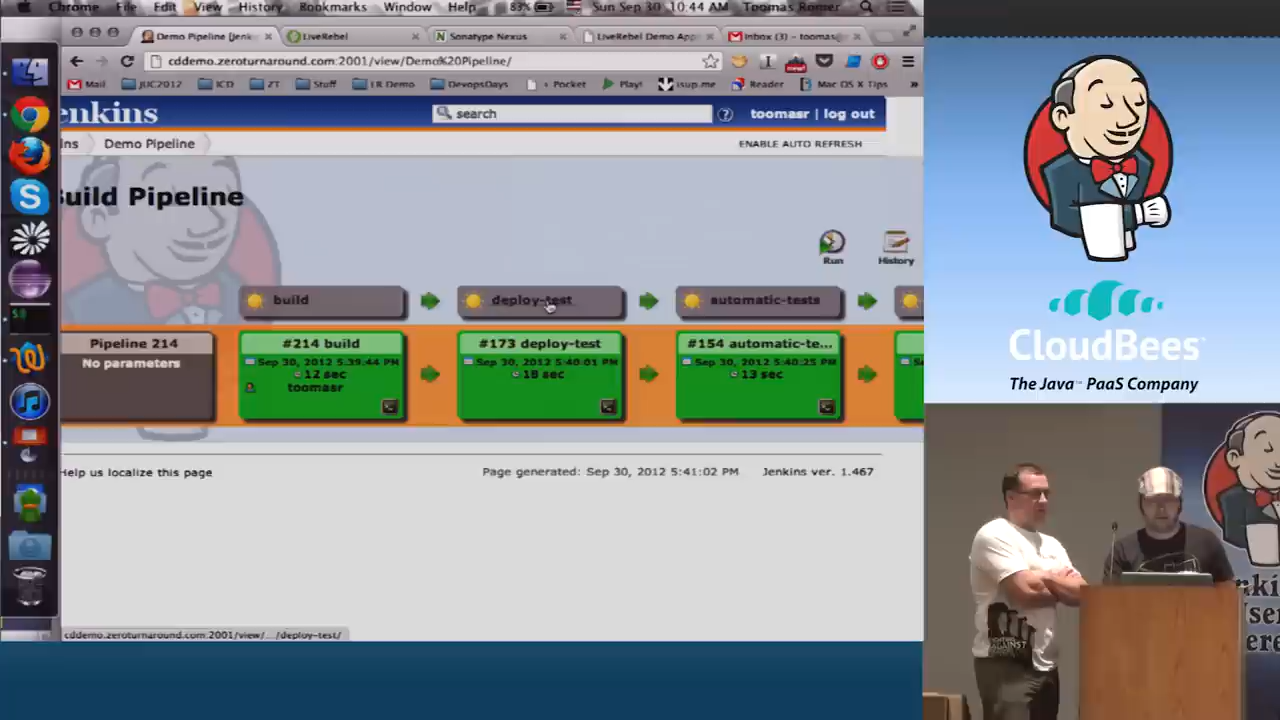 Chrome File Edit View History Bookmarks Window Help 83% Sun Sep 30, 10:44 AM Toomas Romer
Demo Pipeline [Jenk
LiveRebel
Sonatype Nexus
LiveRebel Demo App
Inbox (3) - toomas@
cddemo.zeroturnaround.com:2001/view/Demo%20Pipeline/
Mail JUC2012 ICD ZT Stuff LR Demo DevopsDays + Pocket Play! isup.me Reader Mac OS X Tips »
enkins
search
toomasr | log out
ins Demo Pipeline
ENABLE AUTO REFRESH
Build Pipeline
Run
History
build
deploy-test
automatic-tests
Pipeline 214
No parameters
#214 build
Sep 30, 2012 5:39:44 PM
12 sec
toomasr
#173 deploy-test
Sep 30, 2012 5:40:01 PM
18 sec
#154 automatic-te...
Sep 30, 2012 5:40:25 PM
13 sec
Help us localize this page
Page generated: Sep 30, 2012 5:41:02 PM
Jenkins ver. 1.467
cddemo.zeroturnaround.com:2001/view/.../deploy-test/
CloudBees
The Java™ PaaS Company